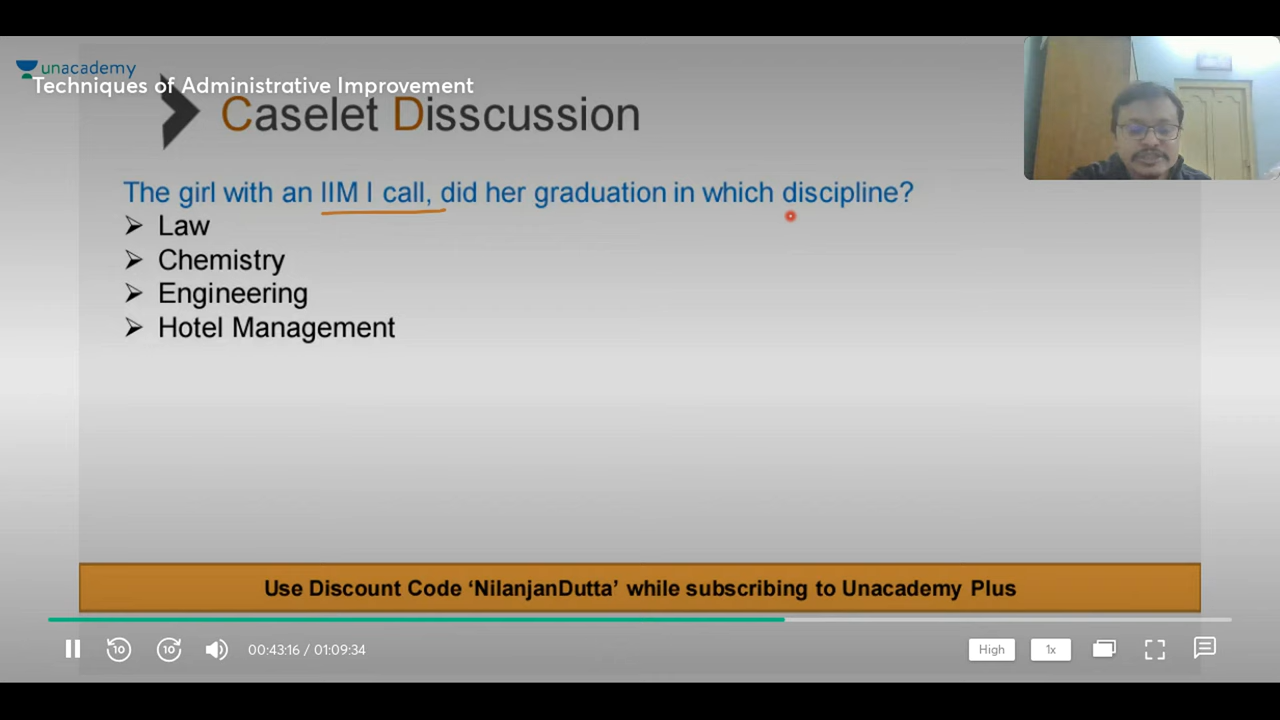 unacademy
Techniques of Administrative Improvement
Caselet Disscussion
The girl with an IIM I call, did her graduation in which discipline?
Law
Chemistry
Engineering
Hotel Management
Use Discount Code ‘NilanjanDutta’ while subscribing to Unacademy Plus
10
10
00:43:16 / 01:09:34
High
1x